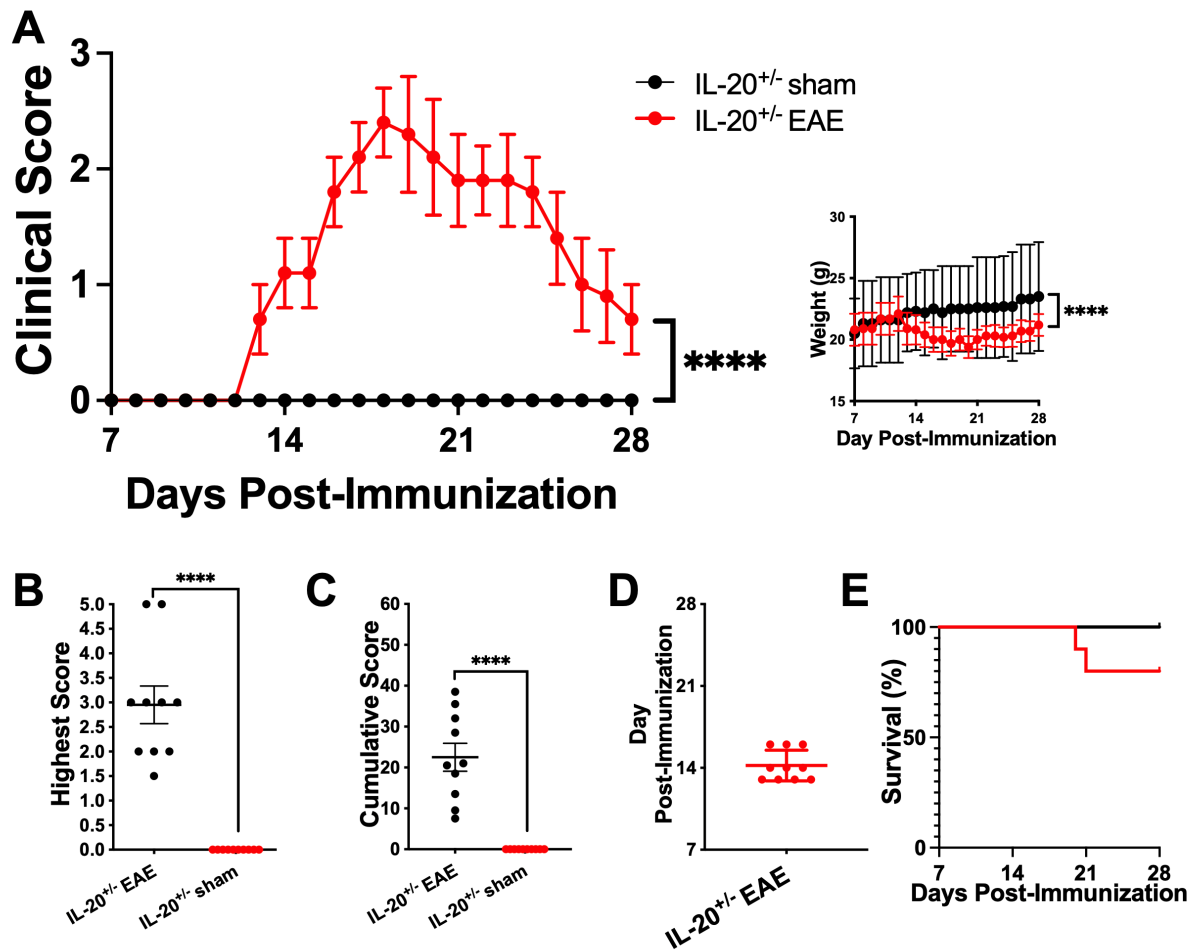 A
3
2
1
0
Clinical Score
7 14 21 28
Days Post-Immunization
IL-20+/- sham
IL-20+/- EAE
****
30
25
20
15
Weight (g)
7 14 21 28
Day Post-Immunization
****
B
****
5.0
4.5
4.0
3.5
3.0
2.5
2.0
1.5
1.0
0.5
0.0
Highest Score
IL-20+/- EAE
IL-20+/- sham
C
****
60
50
40
30
20
10
0
Cumulative Score
IL-20+/- EAE
IL-20+/- sham
D
28
21
14
7
Day
Post-Immunization
IL-20+/- EAE
E
100
50
0
Survival (%)
7 14 21 28
Days Post-Immunization